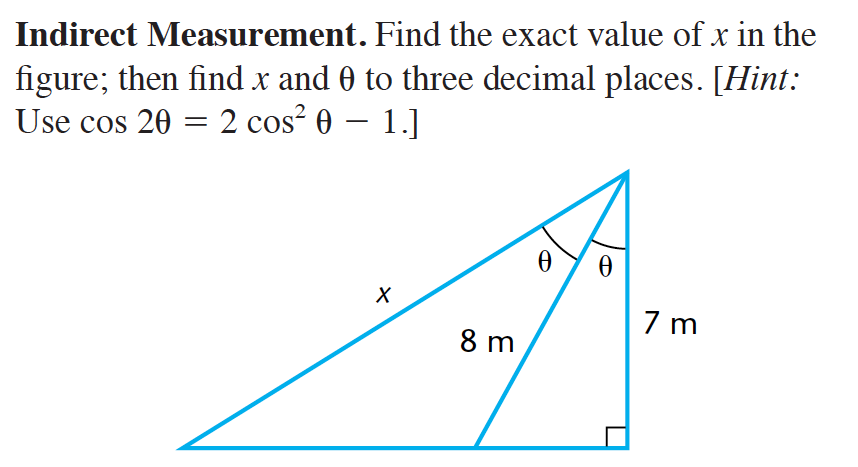 Indirect Measurement. Find the exact value of x in the
figure; then find x and θ to three decimal places. [Hint:
Use cos 2θ = 2 cos² θ − 1.]
θ θ
x
7 m
8 m